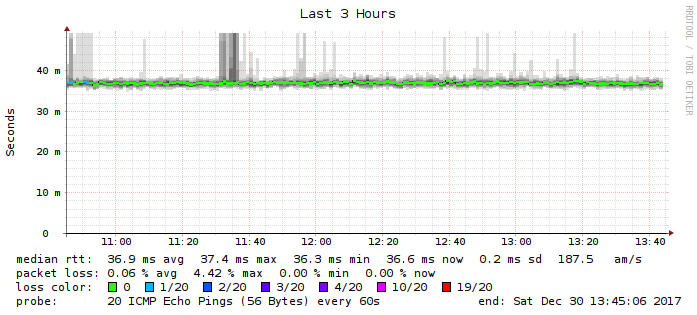 Last 3 Hours
RRDTOOL / TOBI OETIKER
Seconds
40 m
30 m
20 m
10 m
0
11:00 11:20 11:40 12:00 12:20 12:40 13:00 13:20 13:40
median rtt: 36.9 ms avg 37.4 ms max 36.3 ms min 36.6 ms now 0.2 ms sd 187.5 am/s
packet loss: 0.06 % avg 4.42 % max 0.00 % min 0.00 % now
loss color: 0 1/20 2/20 3/20 4/20 10/20 19/20
probe: 20 ICMP Echo Pings (56 Bytes) every 60s end: Sat Dec 30 13:45:06 2017